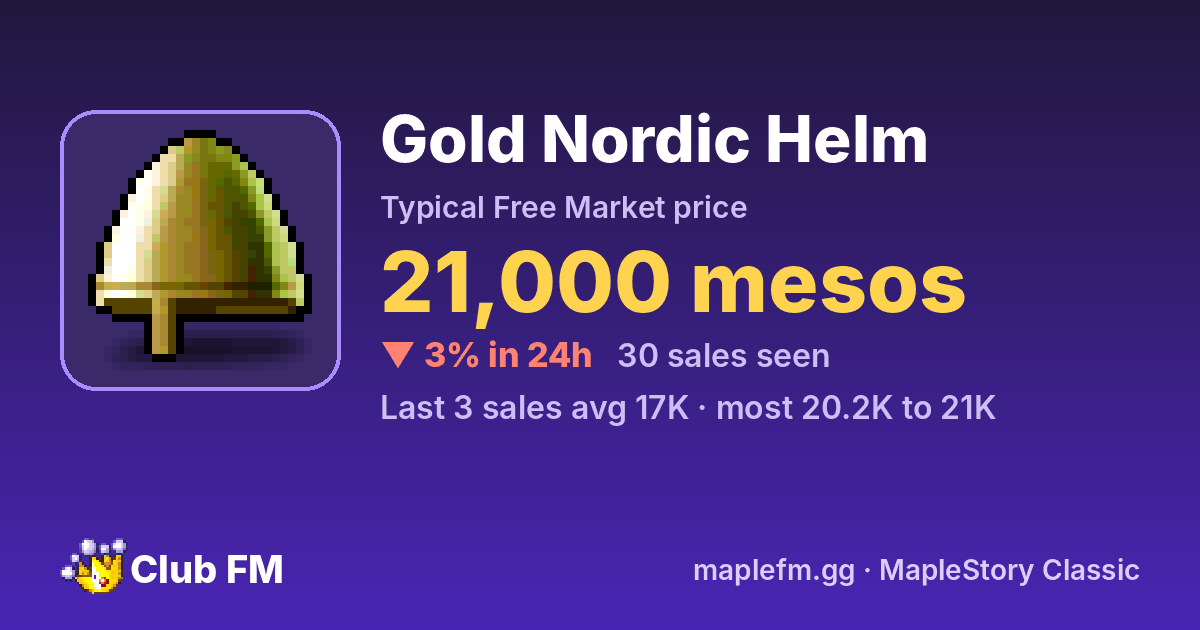 Gold Nordic Helm
Typical Free Market price
21,000 mesos
▼ 3% in 24h 30 sales seen
Last 3 sales avg 17K · most 20.2K to 21K
Club FM
maplefm.gg · MapleStory Classic